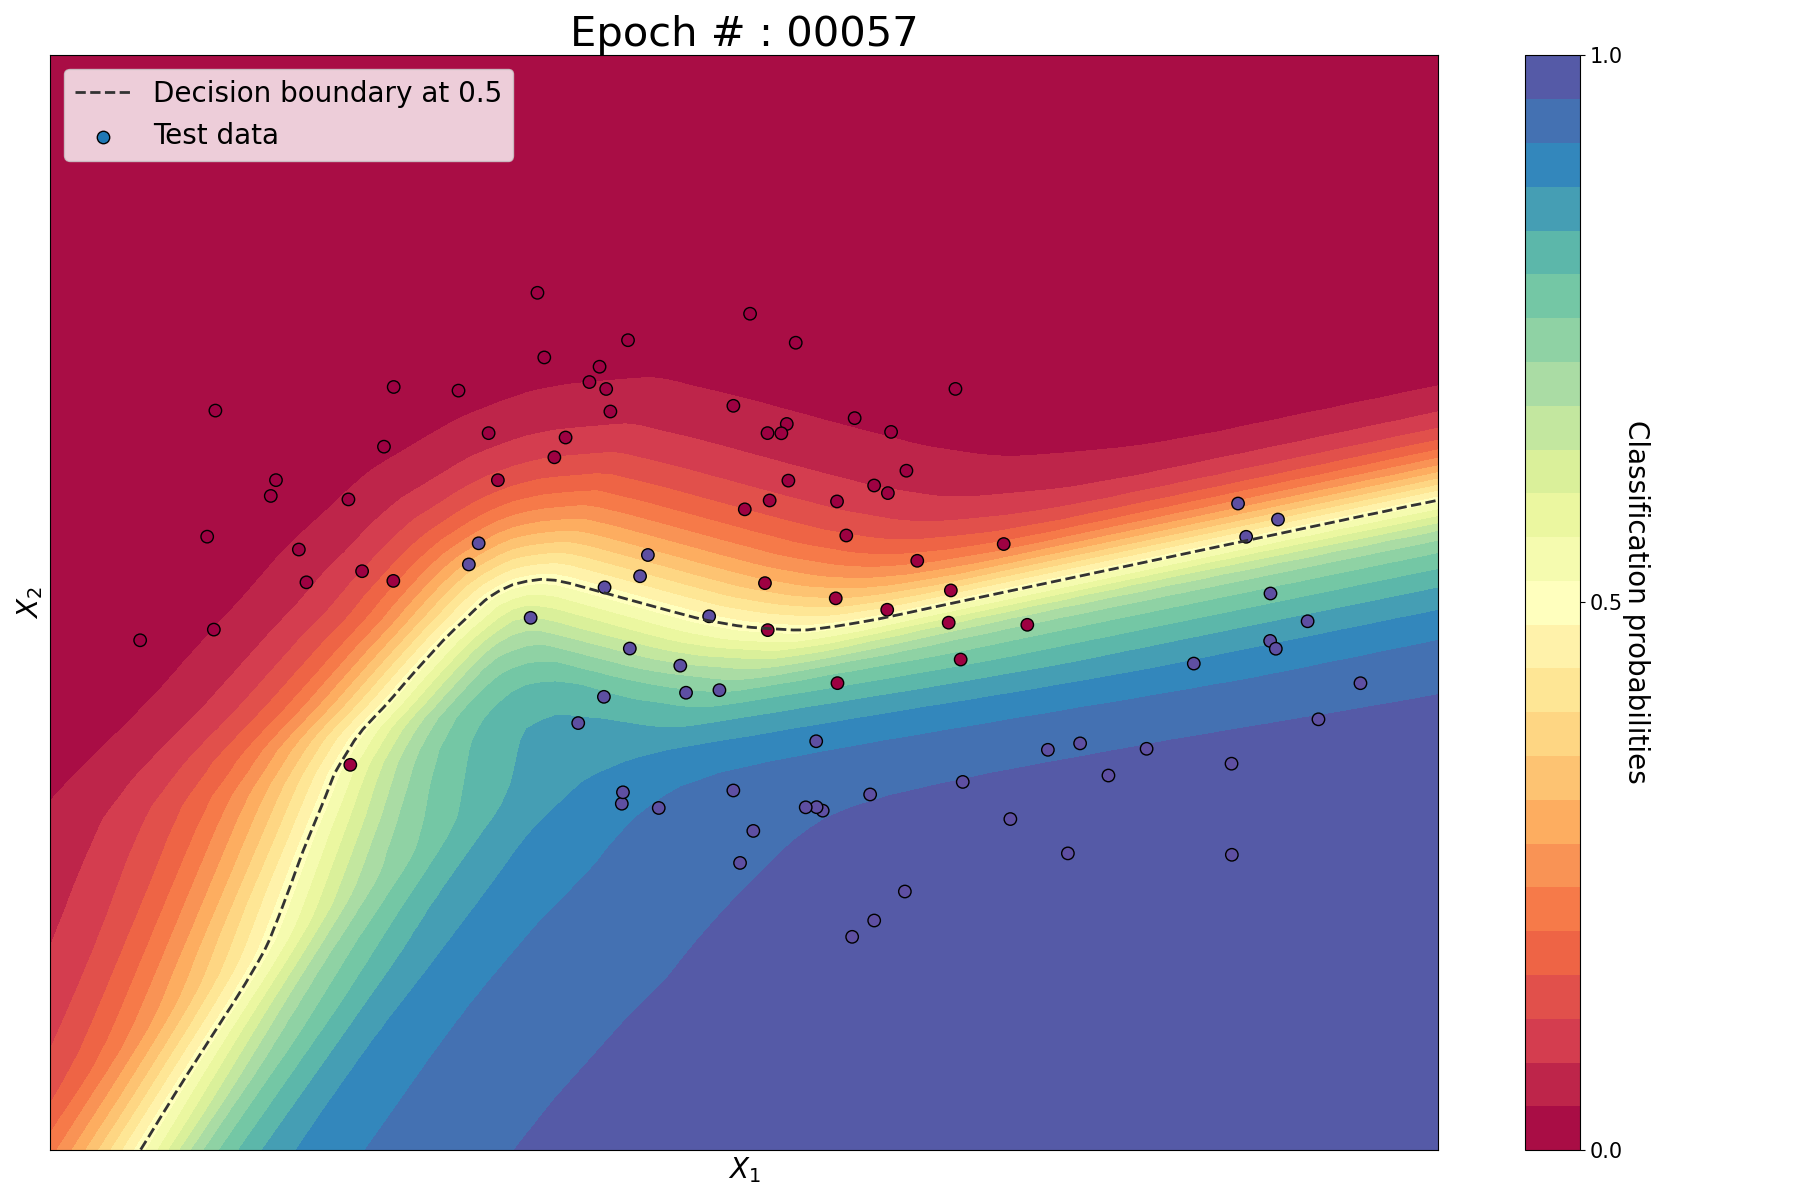 Epoch # : 00057
Decision boundary at 0.5
Test data
X₂
X₁
1.0
0.5
0.0
Classification probabilities